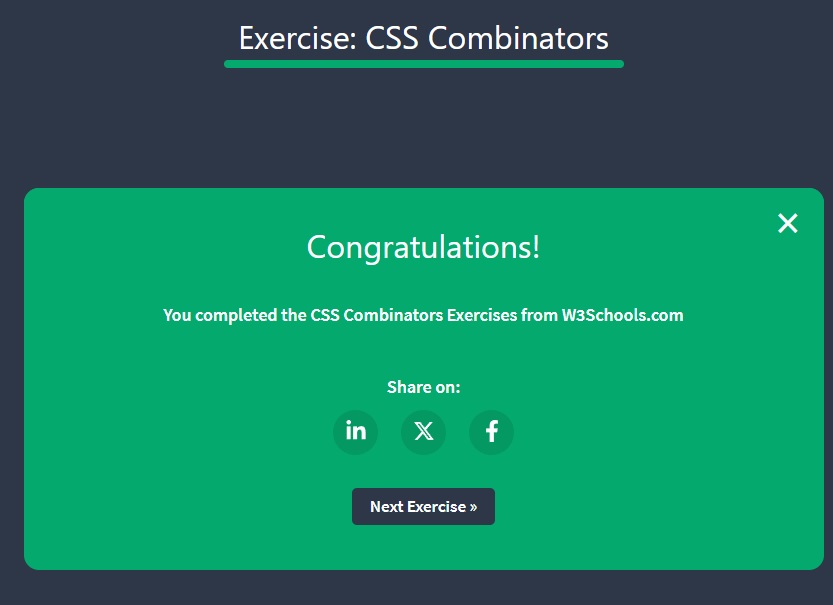 Exercise: CSS Combinators
Congratulations!
You completed the CSS Combinators Exercises from W3Schools.com
Share on:
in
Next Exercise »